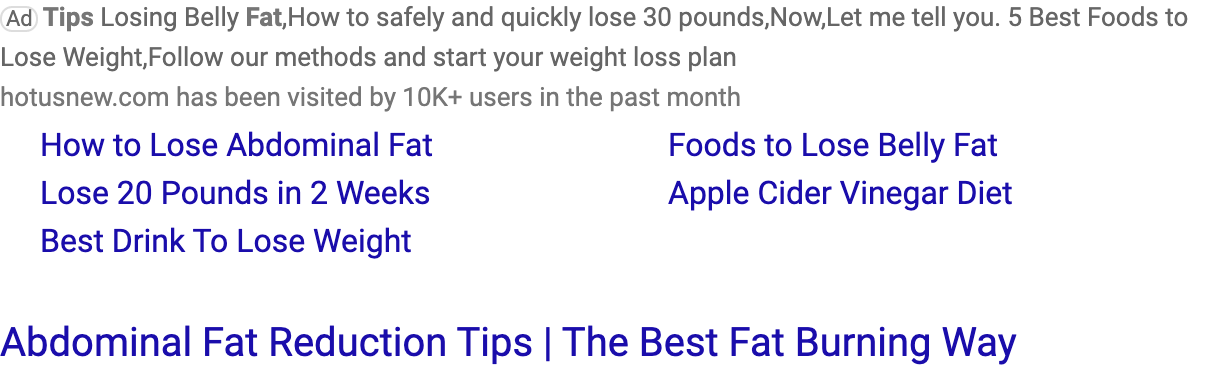 Ad Tips Losing Belly Fat,How to safely and quickly lose 30 pounds,Now,Let me tell you. 5 Best Foods to
Lose Weight,Follow our methods and start your weight loss plan
hotusnew.com has been visited by 10K+ users in the past month
How to Lose Abdominal Fat Foods to Lose Belly Fat
Lose 20 Pounds in 2 Weeks Apple Cider Vinegar Diet
Best Drink To Lose Weight
Abdominal Fat Reduction Tips | The Best Fat Burning Way